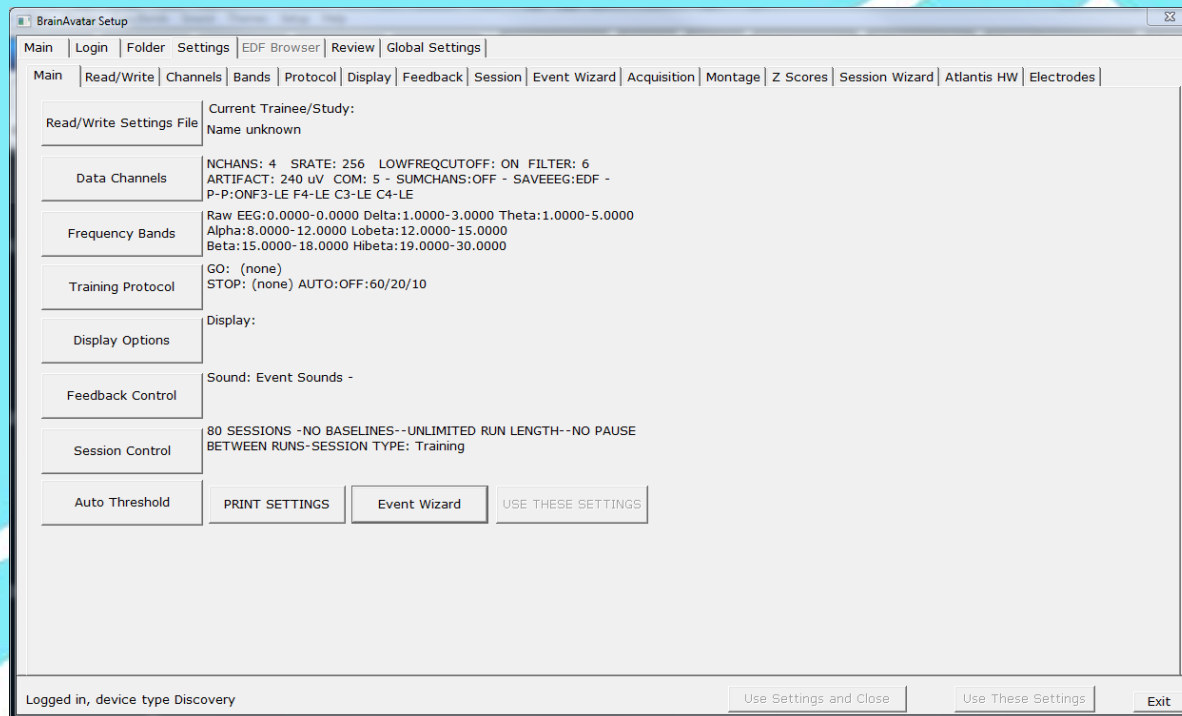 BrainAvatar Setup
Main Login Folder Settings EDF Browser Review Global Settings
Main Read/Write Channels Bands Protocol Display Feedback Session Event Wizard Acquisition Montage Z Scores Session Wizard Atlantis HW Electrodes
Read/Write Settings File
Current Trainee/Study:
Name unknown
Data Channels
NCHANS: 4 SRATE: 256 LOWFREQCUTOFF: ON FILTER: 6
ARTIFACT: 240 uV COM: 5 - SUMCHANS:OFF - SAVEEEG:EDF -
P-P:ONF3-LE F4-LE C3-LE C4-LE
Frequency Bands
Raw EEG:0.0000-0.0000 Delta:1.0000-3.0000 Theta:1.0000-5.0000
Alpha:8.0000-12.0000 Lobeta:12.0000-15.0000
Beta:15.0000-18.0000 Hibeta:19.0000-30.0000
Training Protocol
GO: (none)
STOP: (none) AUTO:OFF:60/20/10
Display Options
Display:
Feedback Control
Sound: Event Sounds -
Session Control
80 SESSIONS -NO BASELINES--UNLIMITED RUN LENGTH--NO PAUSE
BETWEEN RUNS-SESSION TYPE: Training
Auto Threshold PRINT SETTINGS Event Wizard USE THESE SETTINGS
Logged in, device type Discovery Use Settings and Close Use These Settings Exit